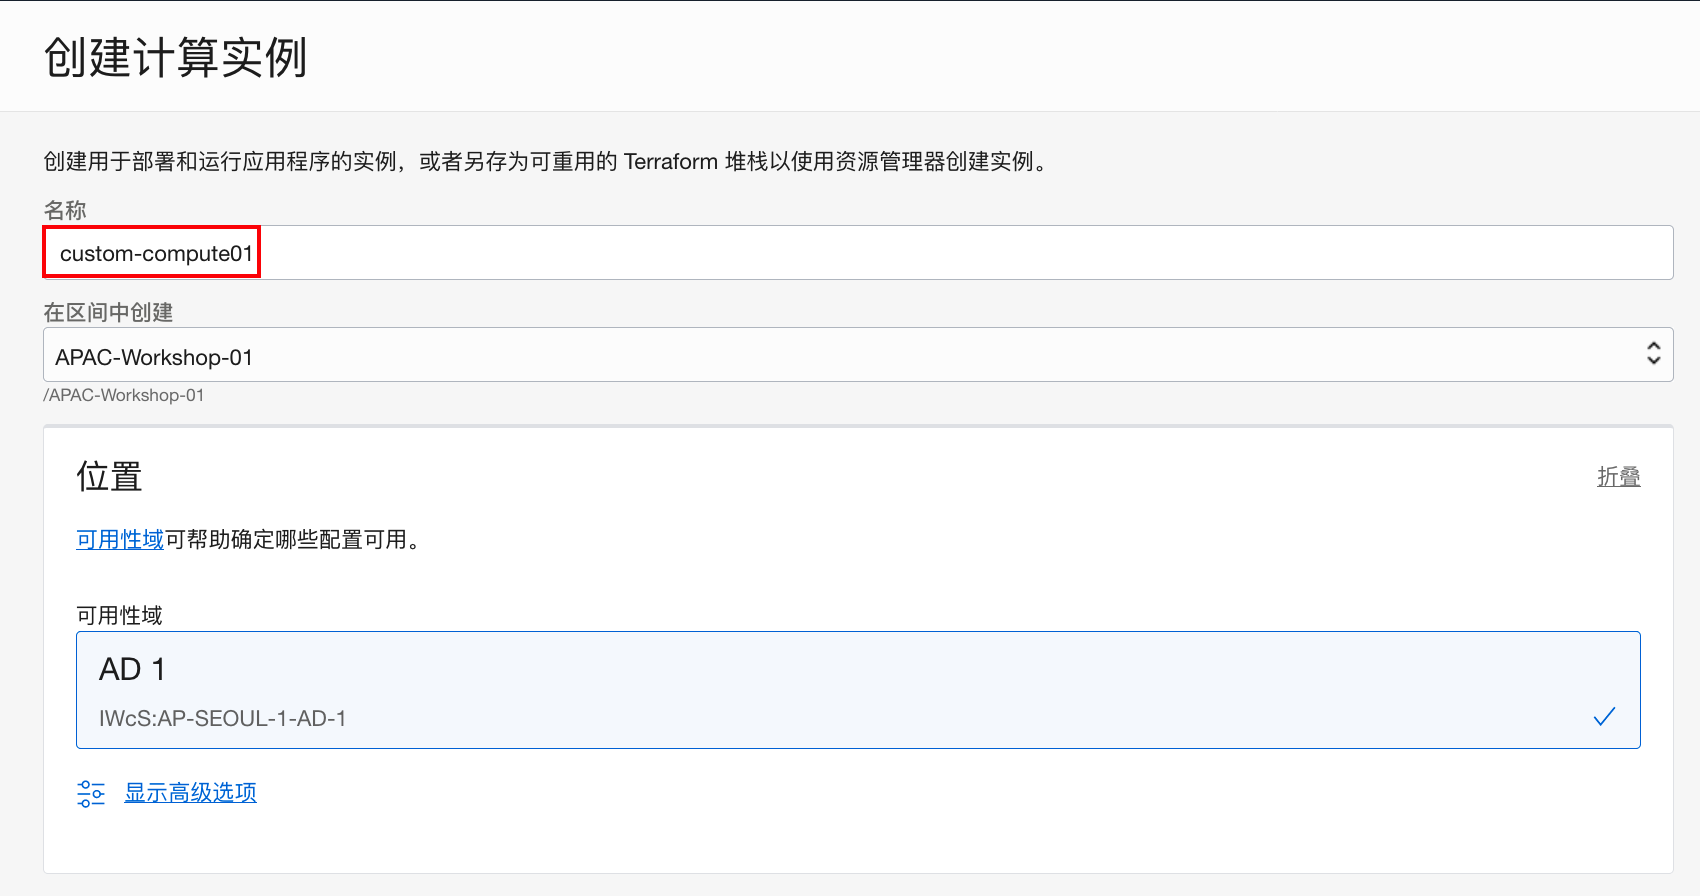 创建计算实例
创建用于部署和运行应用程序的实例，或者另存为可重用的 Terraform 堆栈以使用资源管理器创建实例。
名称
custom-compute01
在区间中创建
APAC-Workshop-01
/APAC-Workshop-01
位置
折叠
可用性域可帮助确定哪些配置可用。
可用性域
AD 1
IWcS:AP-SEOUL-1-AD-1
显示高级选项